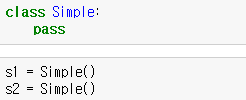 class Simple:
    pass
s1 = Simple()
s2 = Simple()